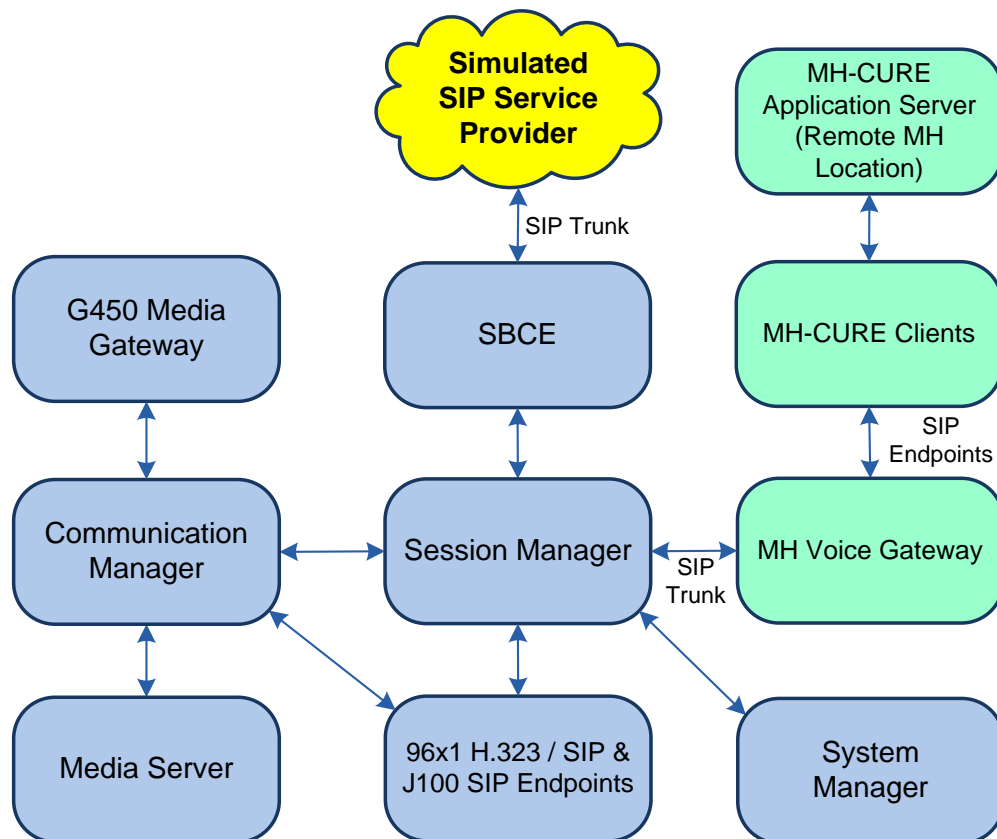 Simulated
SIP Service
Provider
MH-CURE
Application Server
(Remote MH
Location)
SIP Trunk
G450 Media
Gateway
SBCE
MH-CURE Clients
SIP
Endpoints
Communication
Manager
Session Manager
SIP
Trunk
MH Voice Gateway
Media Server
96x1 H.323 / SIP &
J100 SIP Endpoints
System
Manager